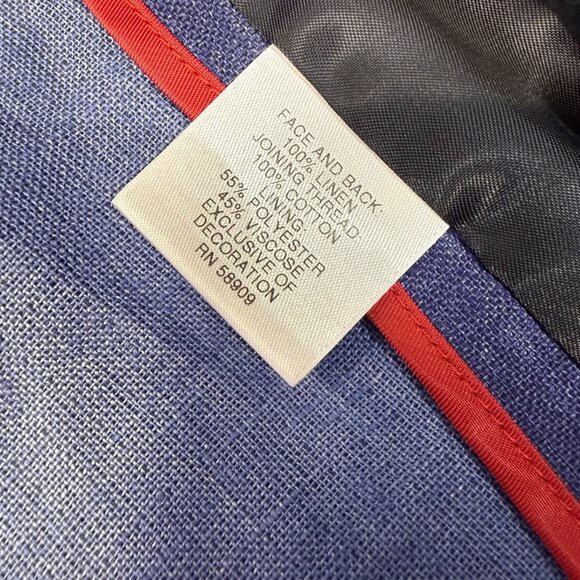 FACE AND BACK:
100% LINEN
JOINING THREAD:
100% COTTON
LINING
55% POLYESTER
45% VISCOSE
EXCLUSIVE OF
DECORATION
RN 58909